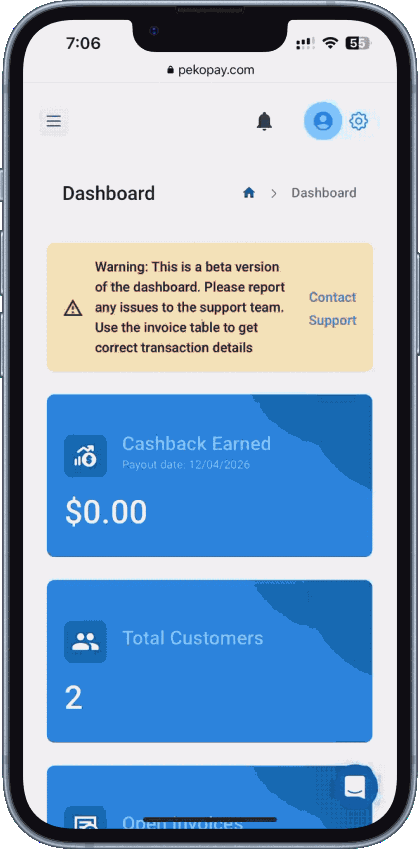 7:06
55
pekopay.com
Dashboard
Dashboard
Warning: This is a beta version
of the dashboard. Please report
any issues to the support team.
Use the invoice table to get
correct transaction details
Contact
Support
Cashback Earned
Payout date: 12/04/2026
$0.00
Total Customers
2
Open Invoices